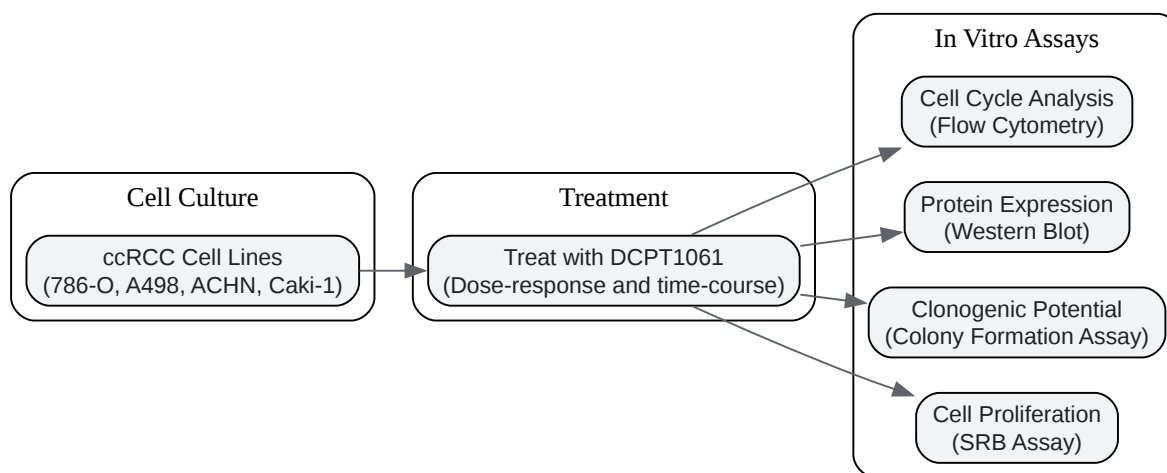 Cell Culture
ccRCC Cell Lines
(786-O, A498, ACHN, Caki-1)
Treatment
Treat with DCPT1061
(Dose-response and time-course)
In Vitro Assays
Cell Cycle Analysis
(Flow Cytometry)
Protein Expression
(Western Blot)
Clonogenic Potential
(Colony Formation Assay)
Cell Proliferation
(SRB Assay)